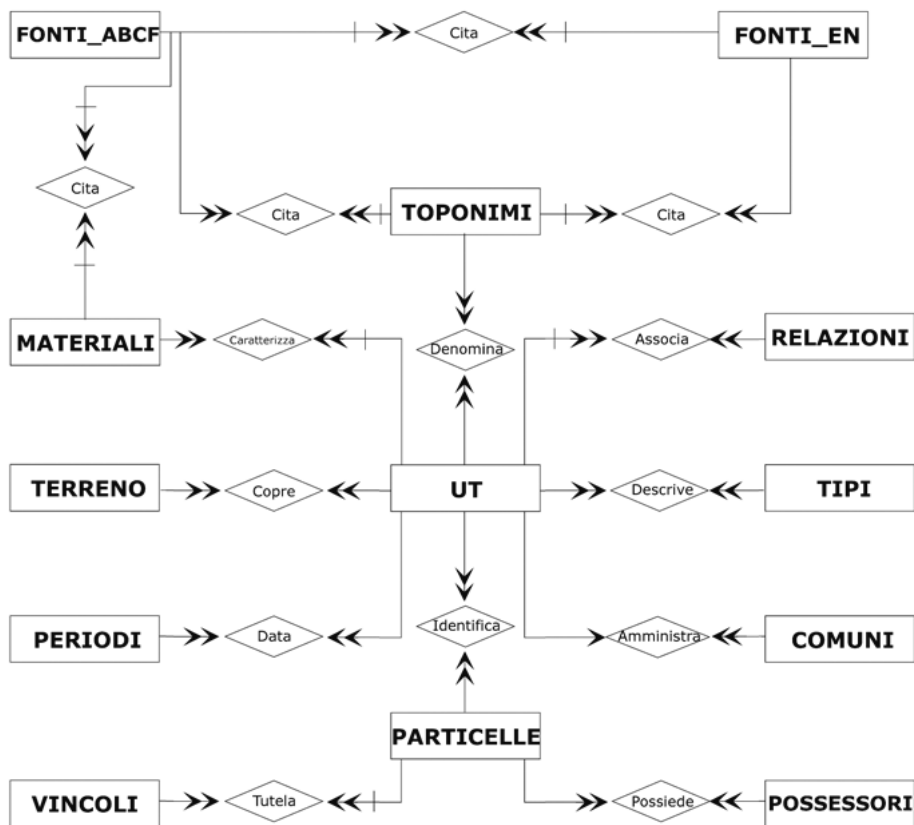 FONTI_ABCF
Cita
FONTI_EN
Cita
Cita
TOPONIMI
Cita
MATERIALI
Caratterizza
Denomina
Associa
RELAZIONI
TERRENO
Copre
UT
Descrive
TIPI
PERIODI
Data
Identifica
Amministra
COMUNI
PARTICELLE
VINCOLI
Tutela
Possiede
POSSESSORI